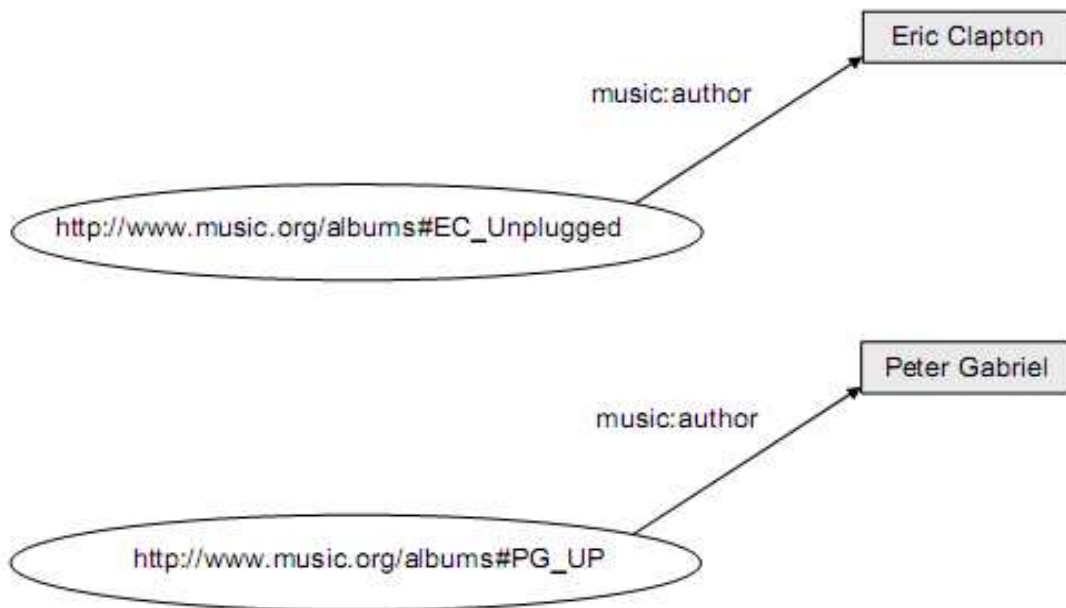 Eric Clapton
music:author
http://www.music.org/albums#EC_Unplugged
Peter Gabriel
music:author
http://www.music.org/albums#PG_UP